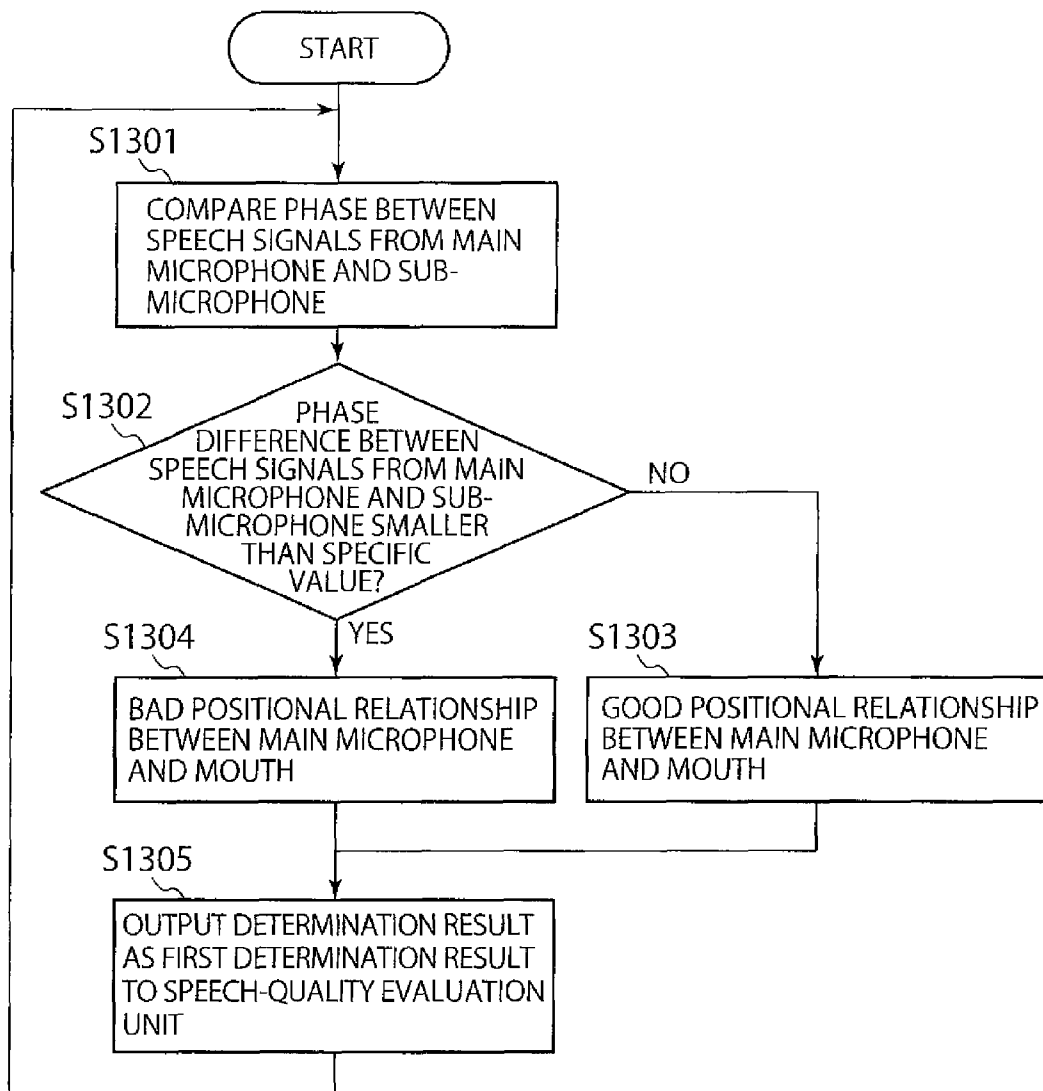 START
S1301
COMPARE PHASE BETWEEN
SPEECH SIGNALS FROM MAIN
MICROPHONE AND SUB-
MICROPHONE
S1302
PHASE
DIFFERENCE BETWEEN
SPEECH SIGNALS FROM MAIN
MICROPHONE AND SUB-
MICROPHONE SMALLER
THAN SPECIFIC
VALUE?
NO
YES
S1304
BAD POSITIONAL RELATIONSHIP
BETWEEN MAIN MICROPHONE
AND MOUTH
S1303
GOOD POSITIONAL RELATIONSHIP
BETWEEN MAIN MICROPHONE
AND MOUTH
S1305
OUTPUT DETERMINATION RESULT
AS FIRST DETERMINATION RESULT
TO SPEECH-QUALITY EVALUATION
UNIT